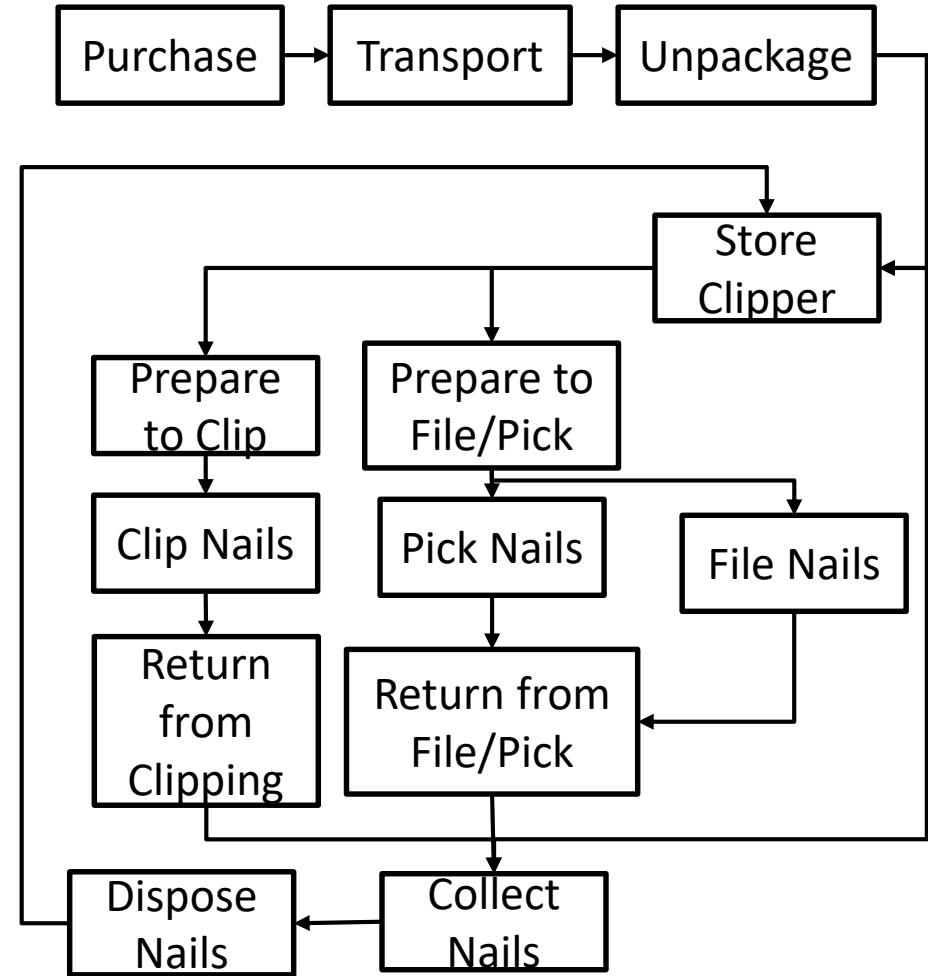 Purchase
Transport
Unpackage
Store
Clipper
Prepare
to Clip
Prepare to
File/Pick
Clip Nails
Pick Nails
File Nails
Return
from
Clipping
Return from
File/Pick
Dispose
Nails
Collect
Nails